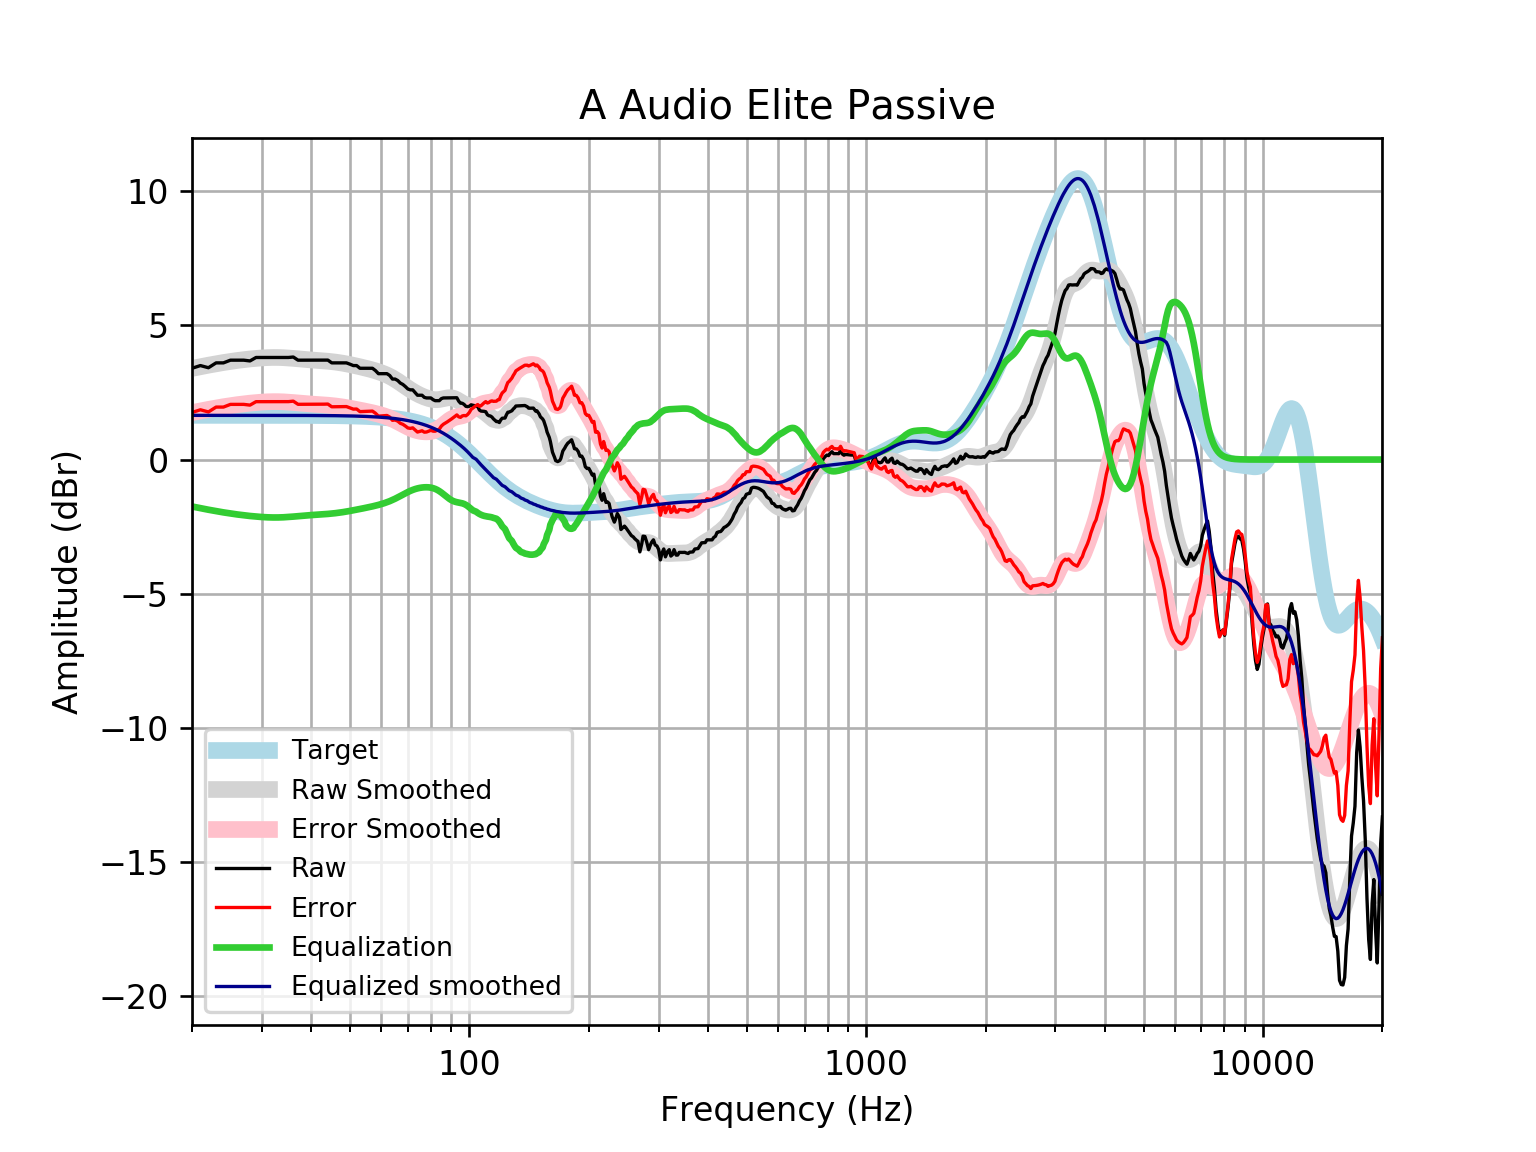 A Audio Elite Passive
Amplitude (dBr)
10
5
0
−5
−10
−15
−20
Target
Raw Smoothed
Error Smoothed
Raw
Error
Equalization
Equalized smoothed
100
1000
10000
Frequency (Hz)